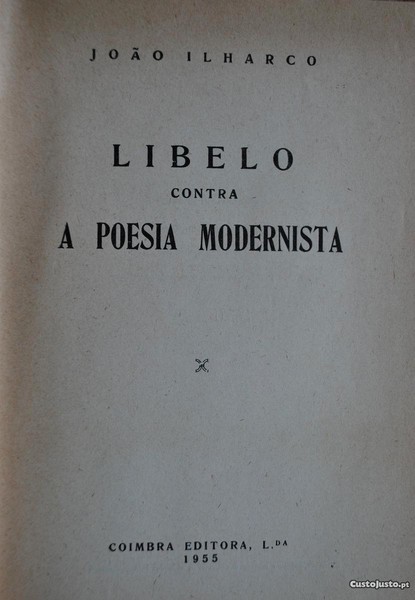 JOÃO ILHARCO
LIBELO
CONTRA
A POESIA MODERNISTA
COIMBRA EDITORA, L.DA
1955
CustoJusto.pt